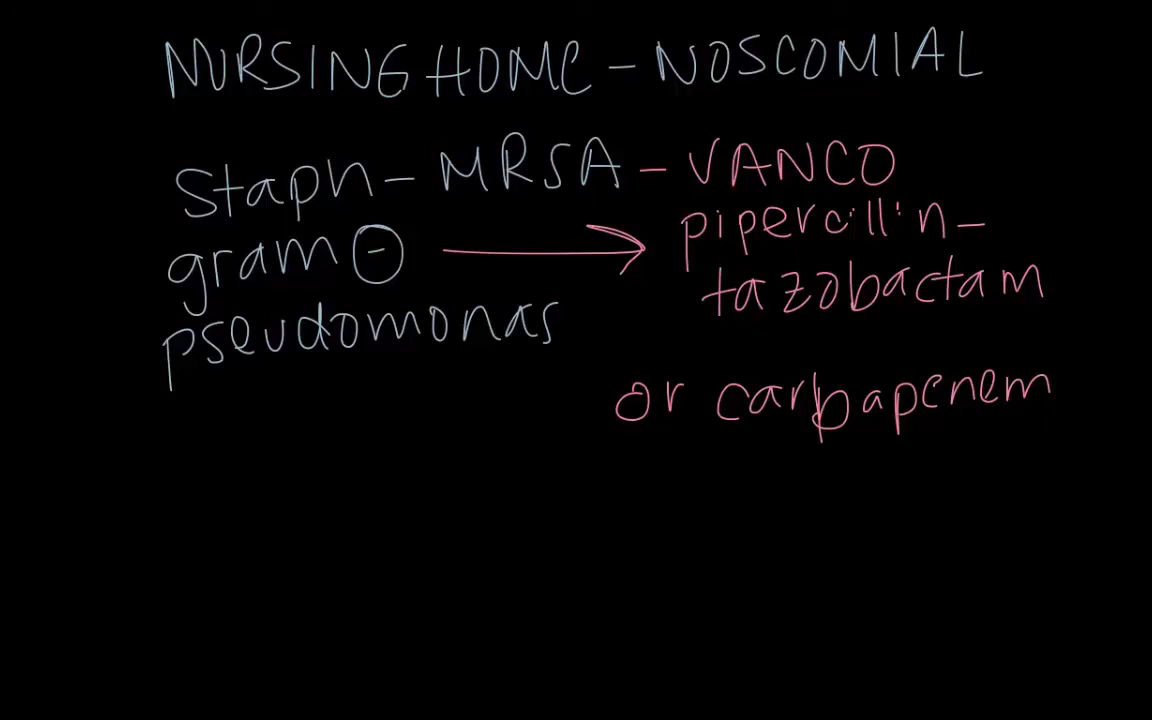 NURSING HOME - NOSCOMIAL
Staph - MRSA - VANCO
gram ⊖ → pipercillin-
tazobactam
pseudomonas
or carbapenem